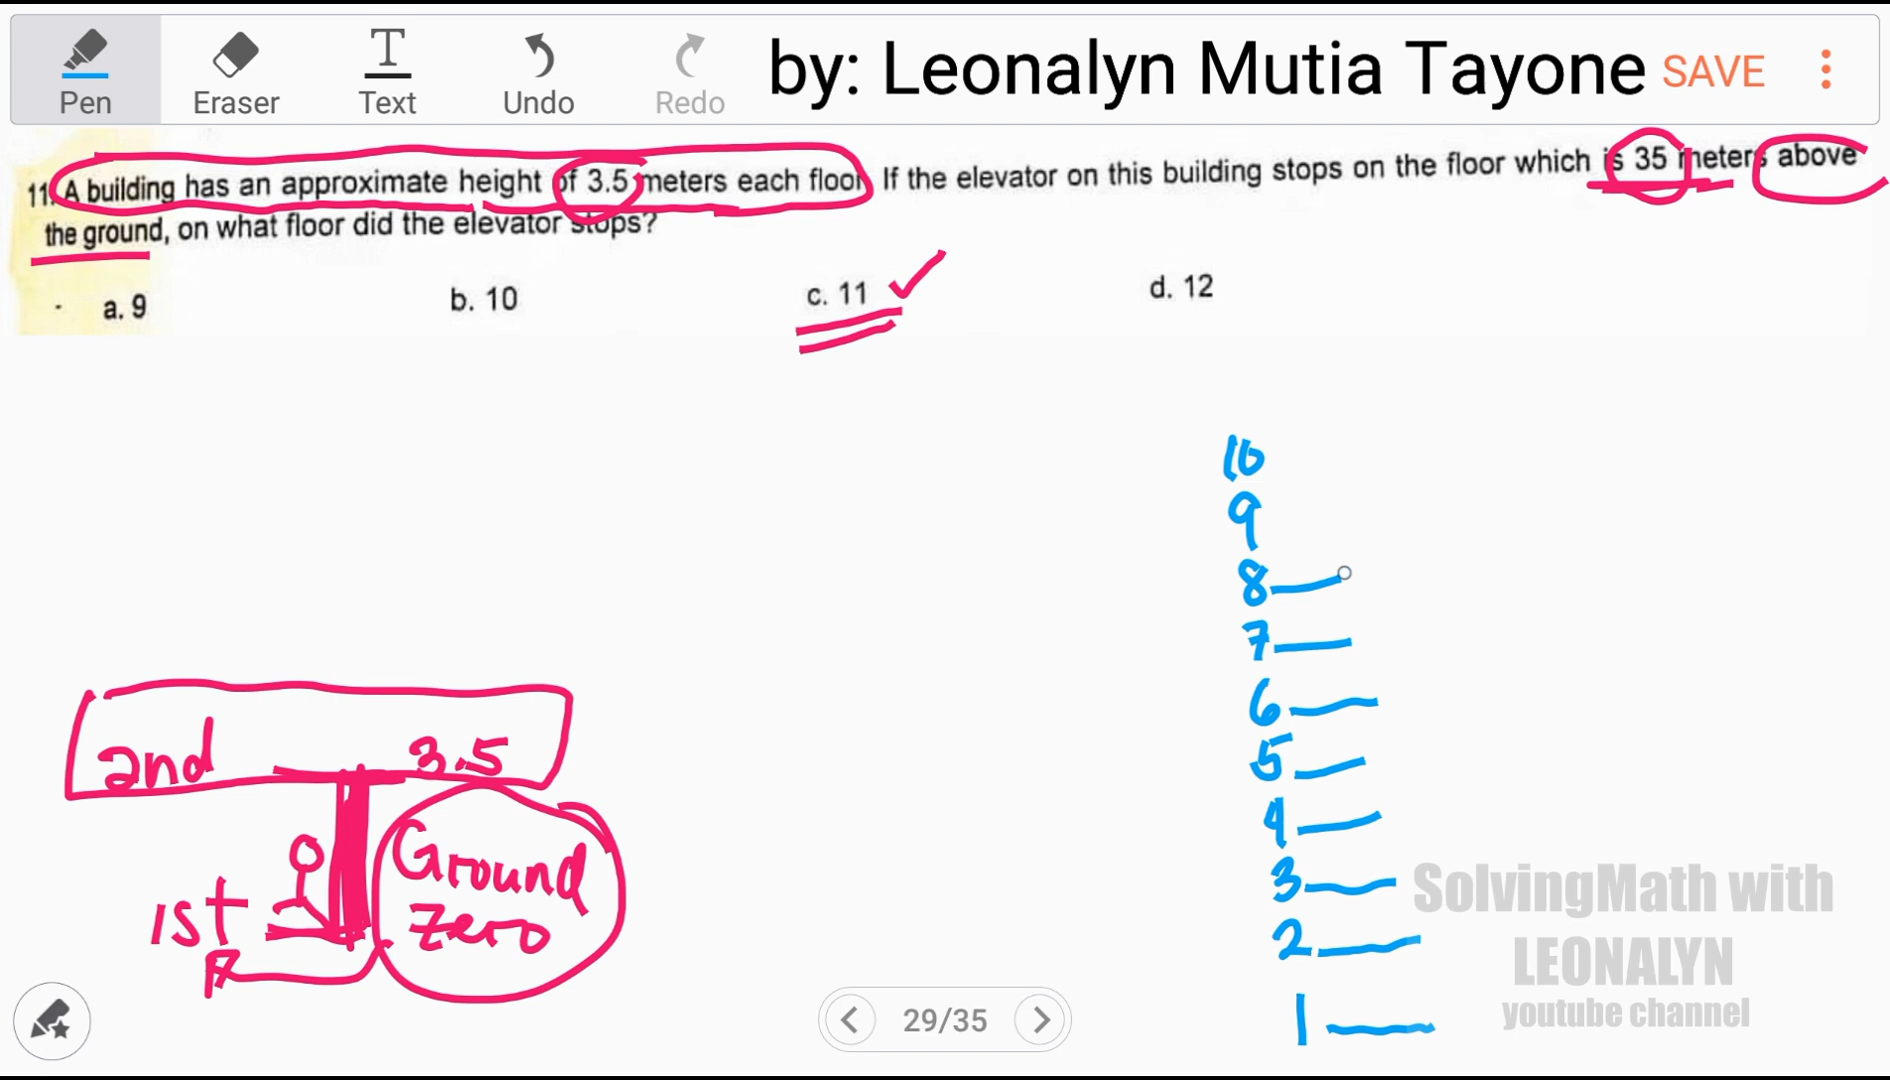 Pen
Eraser
Text
Undo
Redo
by: Leonalyn Mutia Tayone
SAVE
11. A building has an approximate height of 3.5 meters each floor. If the elevator on this building stops on the floor which is 35 meters above
the ground, on what floor did the elevator stops?
a. 9
b. 10
c. 11
d. 12
10
9
8
7
6
5
4
3
2
1
2nd 3.5
1st
Ground
Zero
SolvingMath with
LEONALYN
youtube channel
29/35